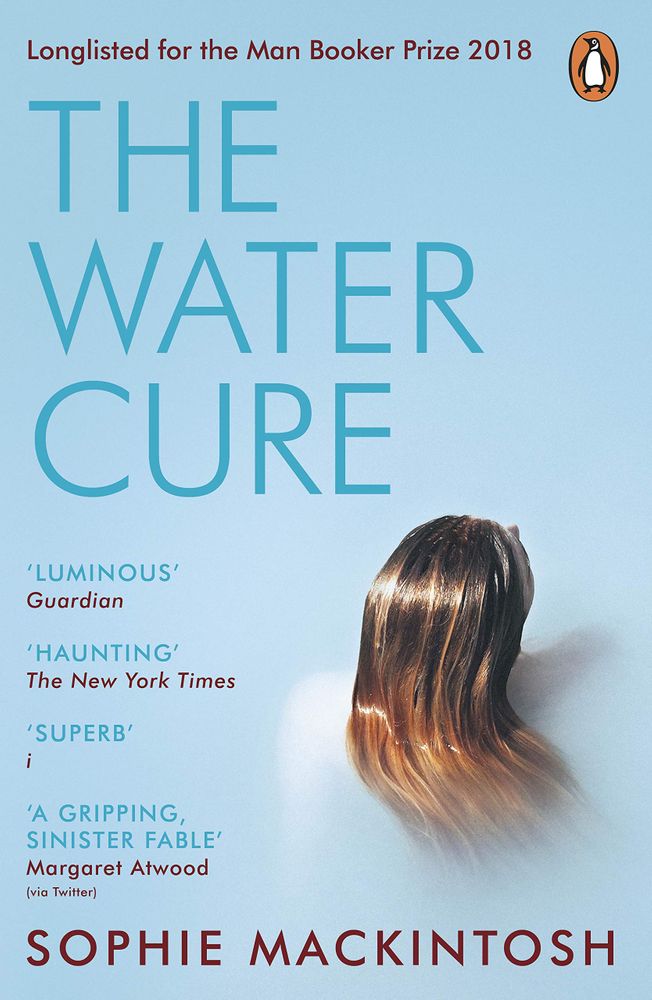 Longlisted for the Man Booker Prize 2018
THE
WATER
CURE
‘LUMINOUS’
Guardian
‘HAUNTING’
The New York Times
‘SUPERB’
i
‘A GRIPPING,
SINISTER FABLE’
Margaret Atwood
(via Twitter)
SOPHIE MACKINTOSH